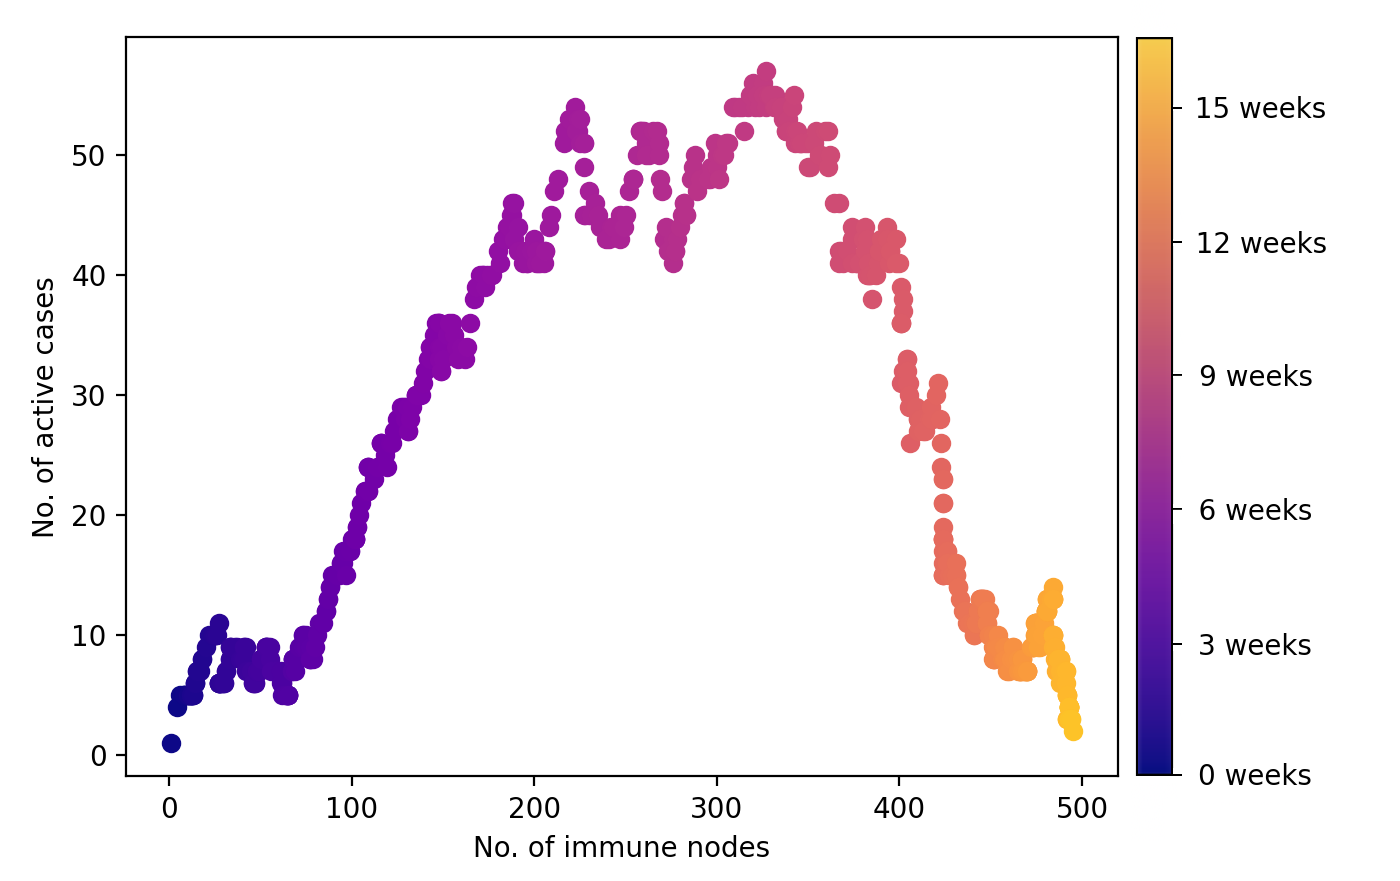 No. of active cases
50
40
30
20
10
0
0 100 200 300 400 500
No. of immune nodes
15 weeks
12 weeks
9 weeks
6 weeks
3 weeks
0 weeks